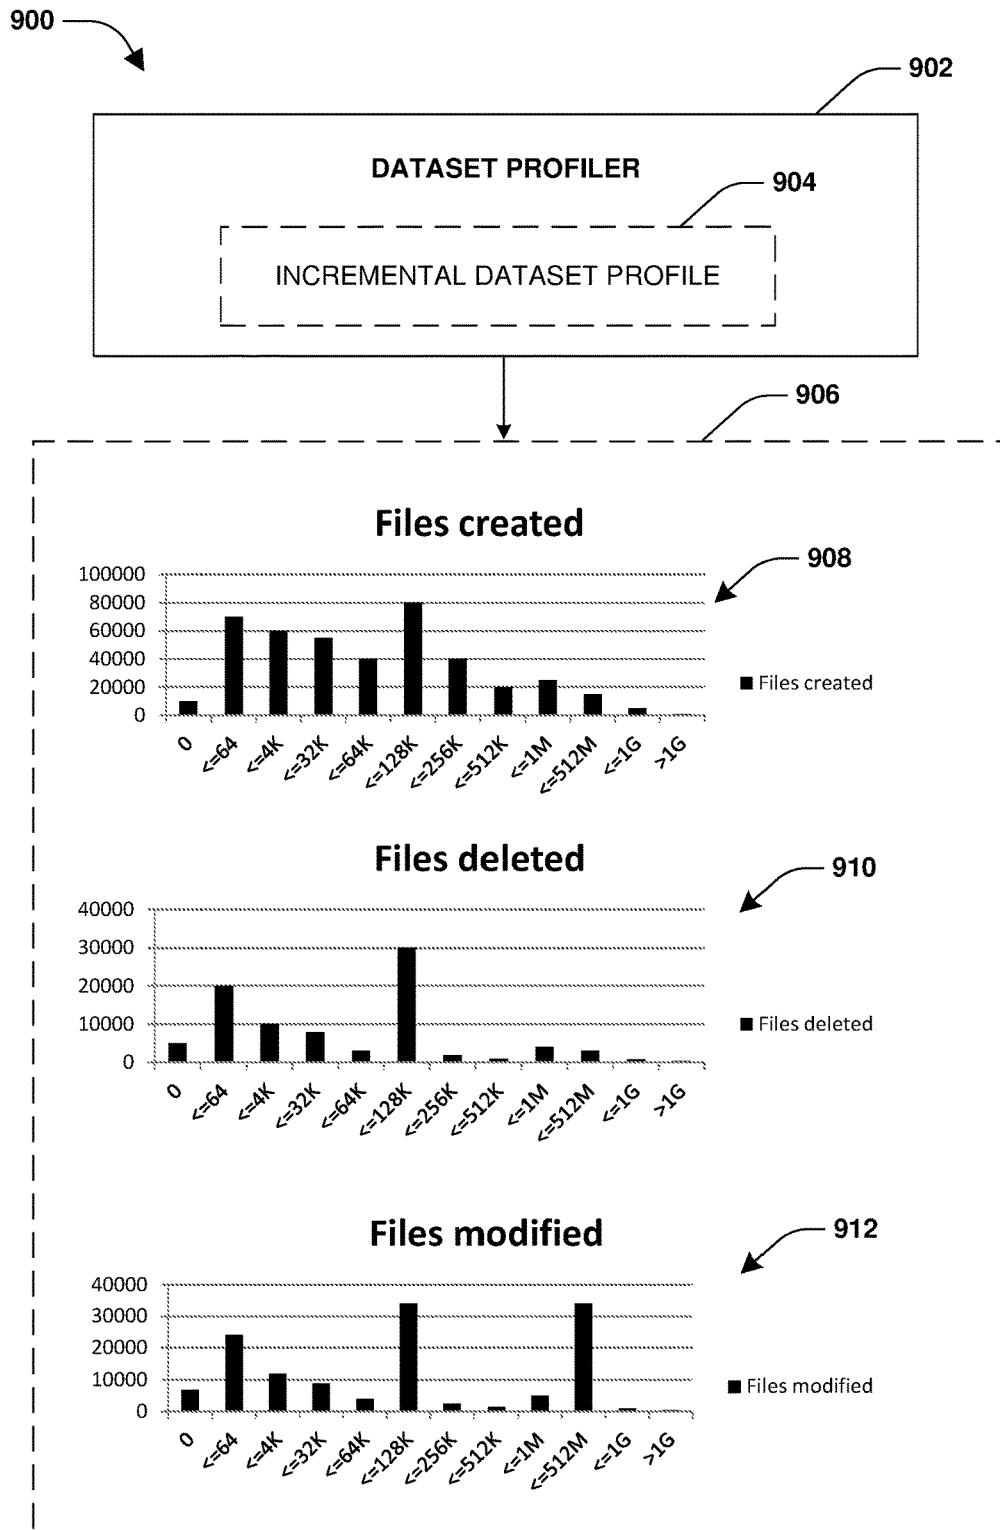 900
902
DATASET PROFILER
904
INCREMENTAL DATASET PROFILE
906
Files created
908
100000
80000
60000
40000
20000
0
Files created
0 <=64 <=4K <=32K <=64K <=128K <=256K <=512K <=1M <=512M <=1G >1G
Files deleted
910
40000
30000
20000
10000
0
Files deleted
0 <=64 <=4K <=32K <=64K <=128K <=256K <=512K <=1M <=512M <=1G >1G
Files modified
912
40000
30000
20000
10000
0
Files modified
0 <=64 <=4K <=32K <=64K <=128K <=256K <=512K <=1M <=512M <=1G >1G